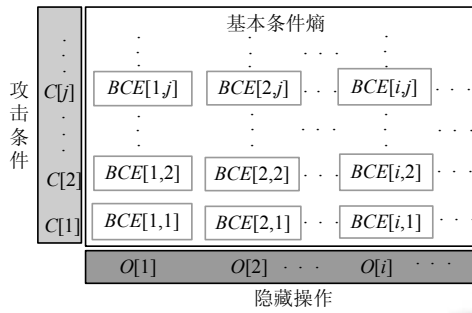 基本条件熵
攻击条件
C[j] BCE[1,j] BCE[2,j] · · · BCE[i,j] · · ·
C[2] BCE[1,2] BCE[2,2] · · · BCE[i,2] · · ·
C[1] BCE[1,1] BCE[2,1] · · · BCE[i,1] · · ·
O[1] O[2] · · · O[i] · · ·
隐藏操作